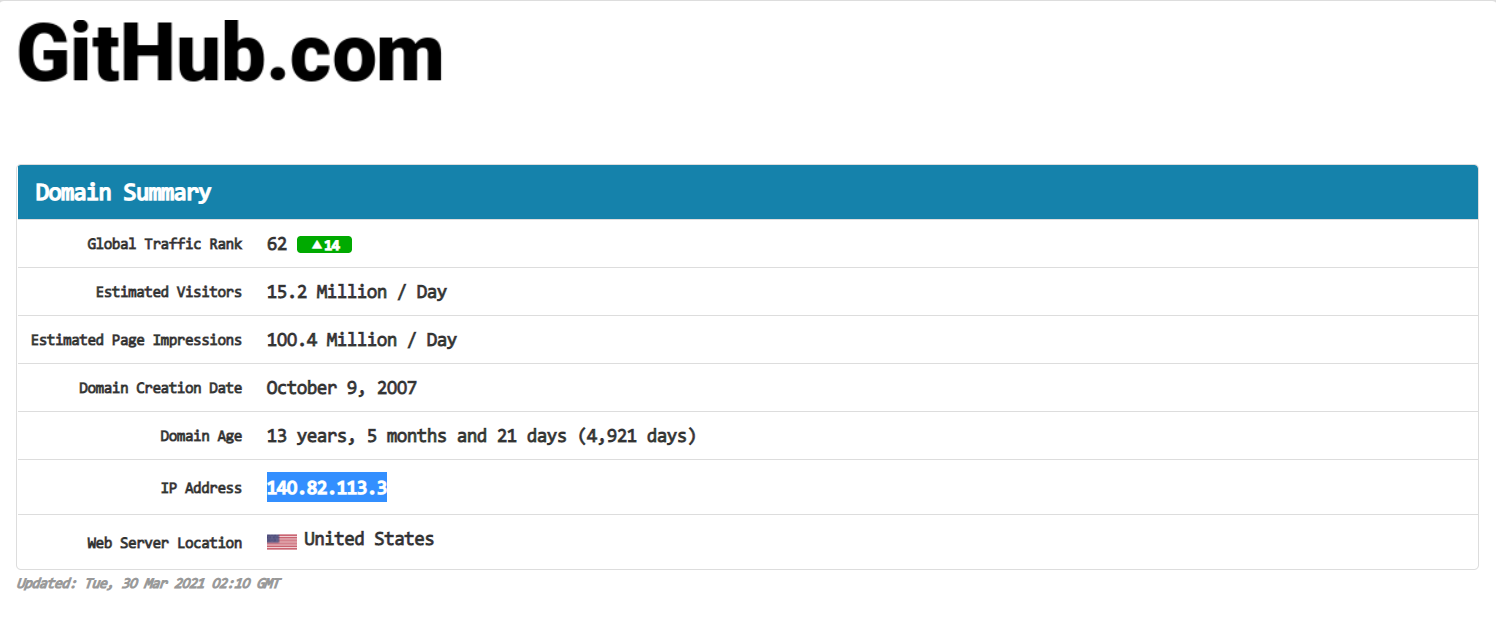 GitHub.com
Domain Summary
Global Traffic Rank 62 ▲14
Estimated Visitors 15.2 Million / Day
Estimated Page Impressions 100.4 Million / Day
Domain Creation Date October 9, 2007
Domain Age 13 years, 5 months and 21 days (4,921 days)
IP Address 140.82.113.3
Web Server Location United States
Updated: Tue, 30 Mar 2021 02:10 GMT